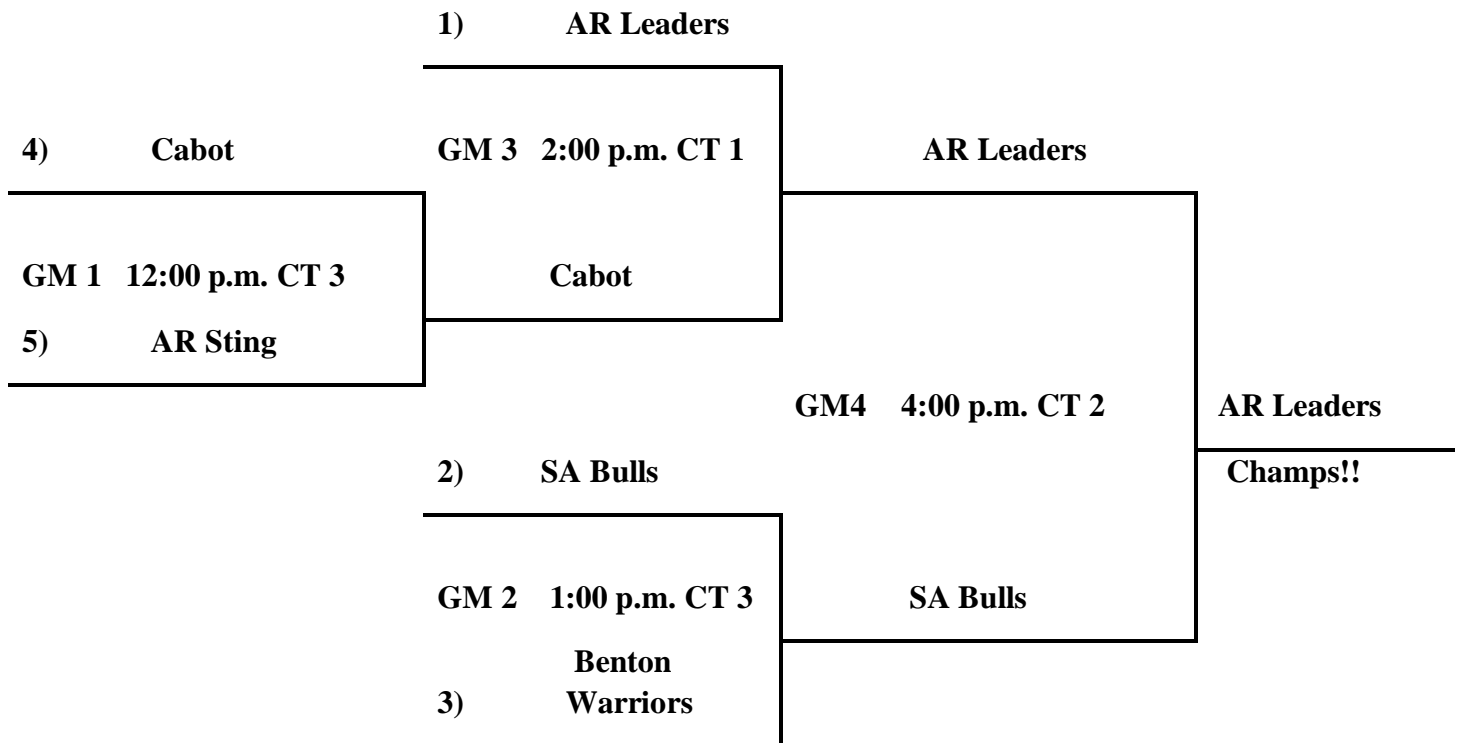 1) AR Leaders
4) Cabot
GM 3 2:00 p.m. CT 1
AR Leaders
GM 1 12:00 p.m. CT 3
Cabot
5) AR Sting
GM4 4:00 p.m. CT 2
AR Leaders
2) SA Bulls
Champs!!
GM 2 1:00 p.m. CT 3
SA Bulls
Benton
3) Warriors